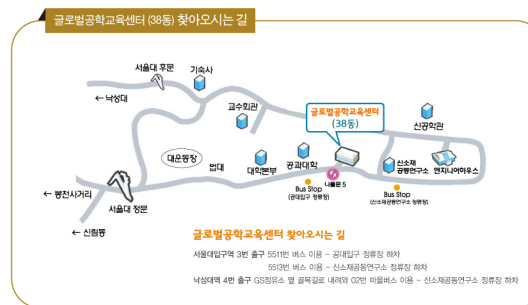 글로벌공학교육센터 (38동) 찾아오시는 길
서울대 후문
기숙사
← 낙성대
교수회관
글로벌공학교육센터
(38동)
신공학관
대운동장
법대
대학본부
공과대학
신소재
공동연구소
엔지니어하우스
나들문 5
Bus Stop
(공대입구 정류장)
Bus Stop
(신소재공동연구소 정류장)
← 봉천사거리
서울대 정문
← 신림동
글로벌공학교육센터 찾아오시는 길
서울대입구역 3번 출구 5511번 버스 이용 - 공대입구 정류장 하차
5513번 버스 이용 - 신소재공동연구소 정류장 하차
낙성대역 4번 출구 GS정유소 옆 골목길로 내려와 02번 마을버스 이용 - 신소재공동연구소 정류장 하차